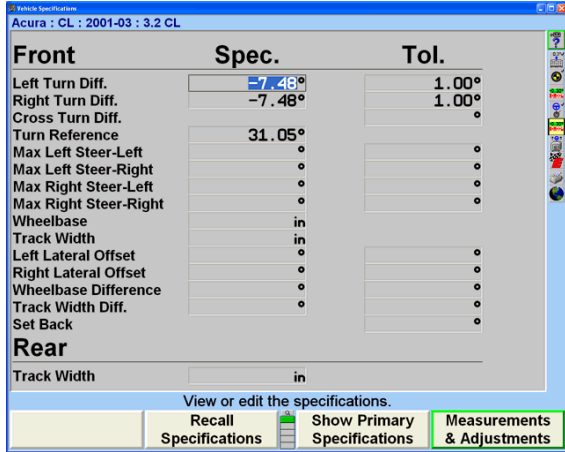 Vehicle Specifications
Acura : CL : 2001-03 : 3.2 CL
Front Spec. Tol.
Left Turn Diff. -7.48° 1.00°
Right Turn Diff. -7.48° 1.00°
Cross Turn Diff. °
Turn Reference 31.05°
Max Left Steer-Left ° °
Max Left Steer-Right ° °
Max Right Steer-Left ° °
Max Right Steer-Right ° °
Wheelbase in
Track Width in
Left Lateral Offset ° °
Right Lateral Offset ° °
Wheelbase Difference ° °
Track Width Diff. ° °
Set Back °
Rear
Track Width in
View or edit the specifications.
Recall Show Primary Measurements
Specifications Specifications & Adjustments